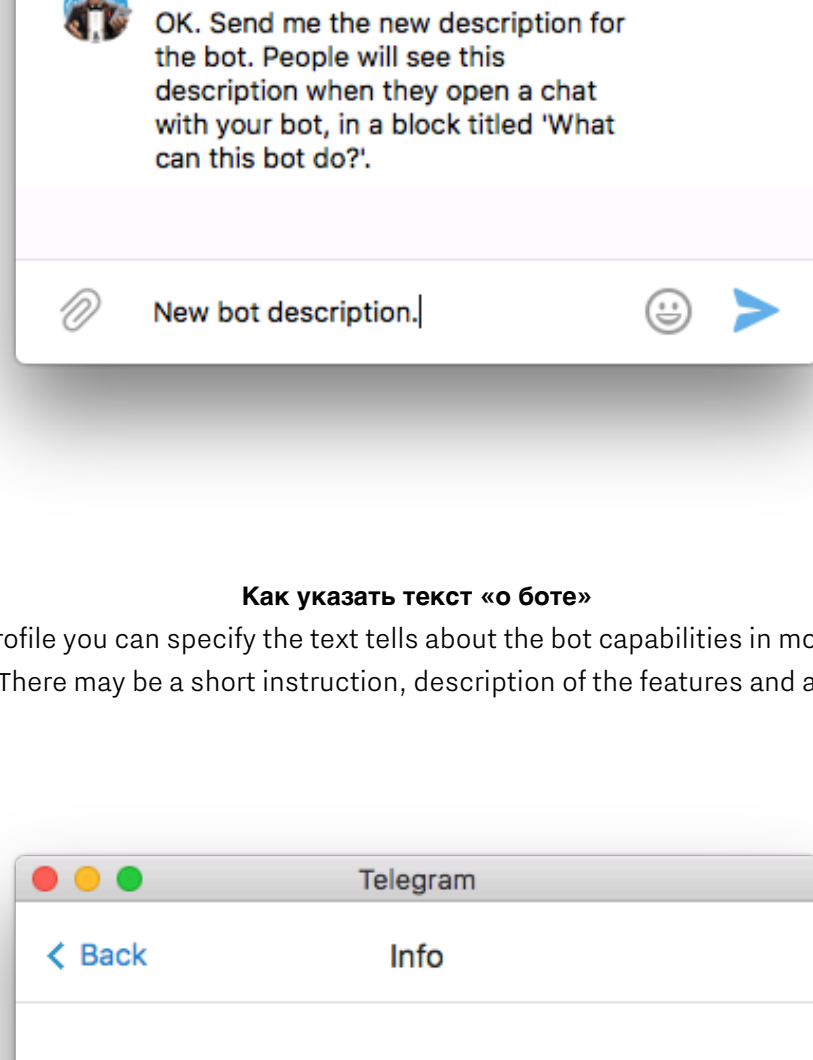 OK. Send me the new description for
the bot. People will see this
description when they open a chat
with your bot, in a block titled 'What
can this bot do?'.
New bot description.
Как указать текст «о боте»
rofile you can specify the text tells about the bot capabilities in mo
There may be a short instruction, description of the features and a
Telegram
Back
Info